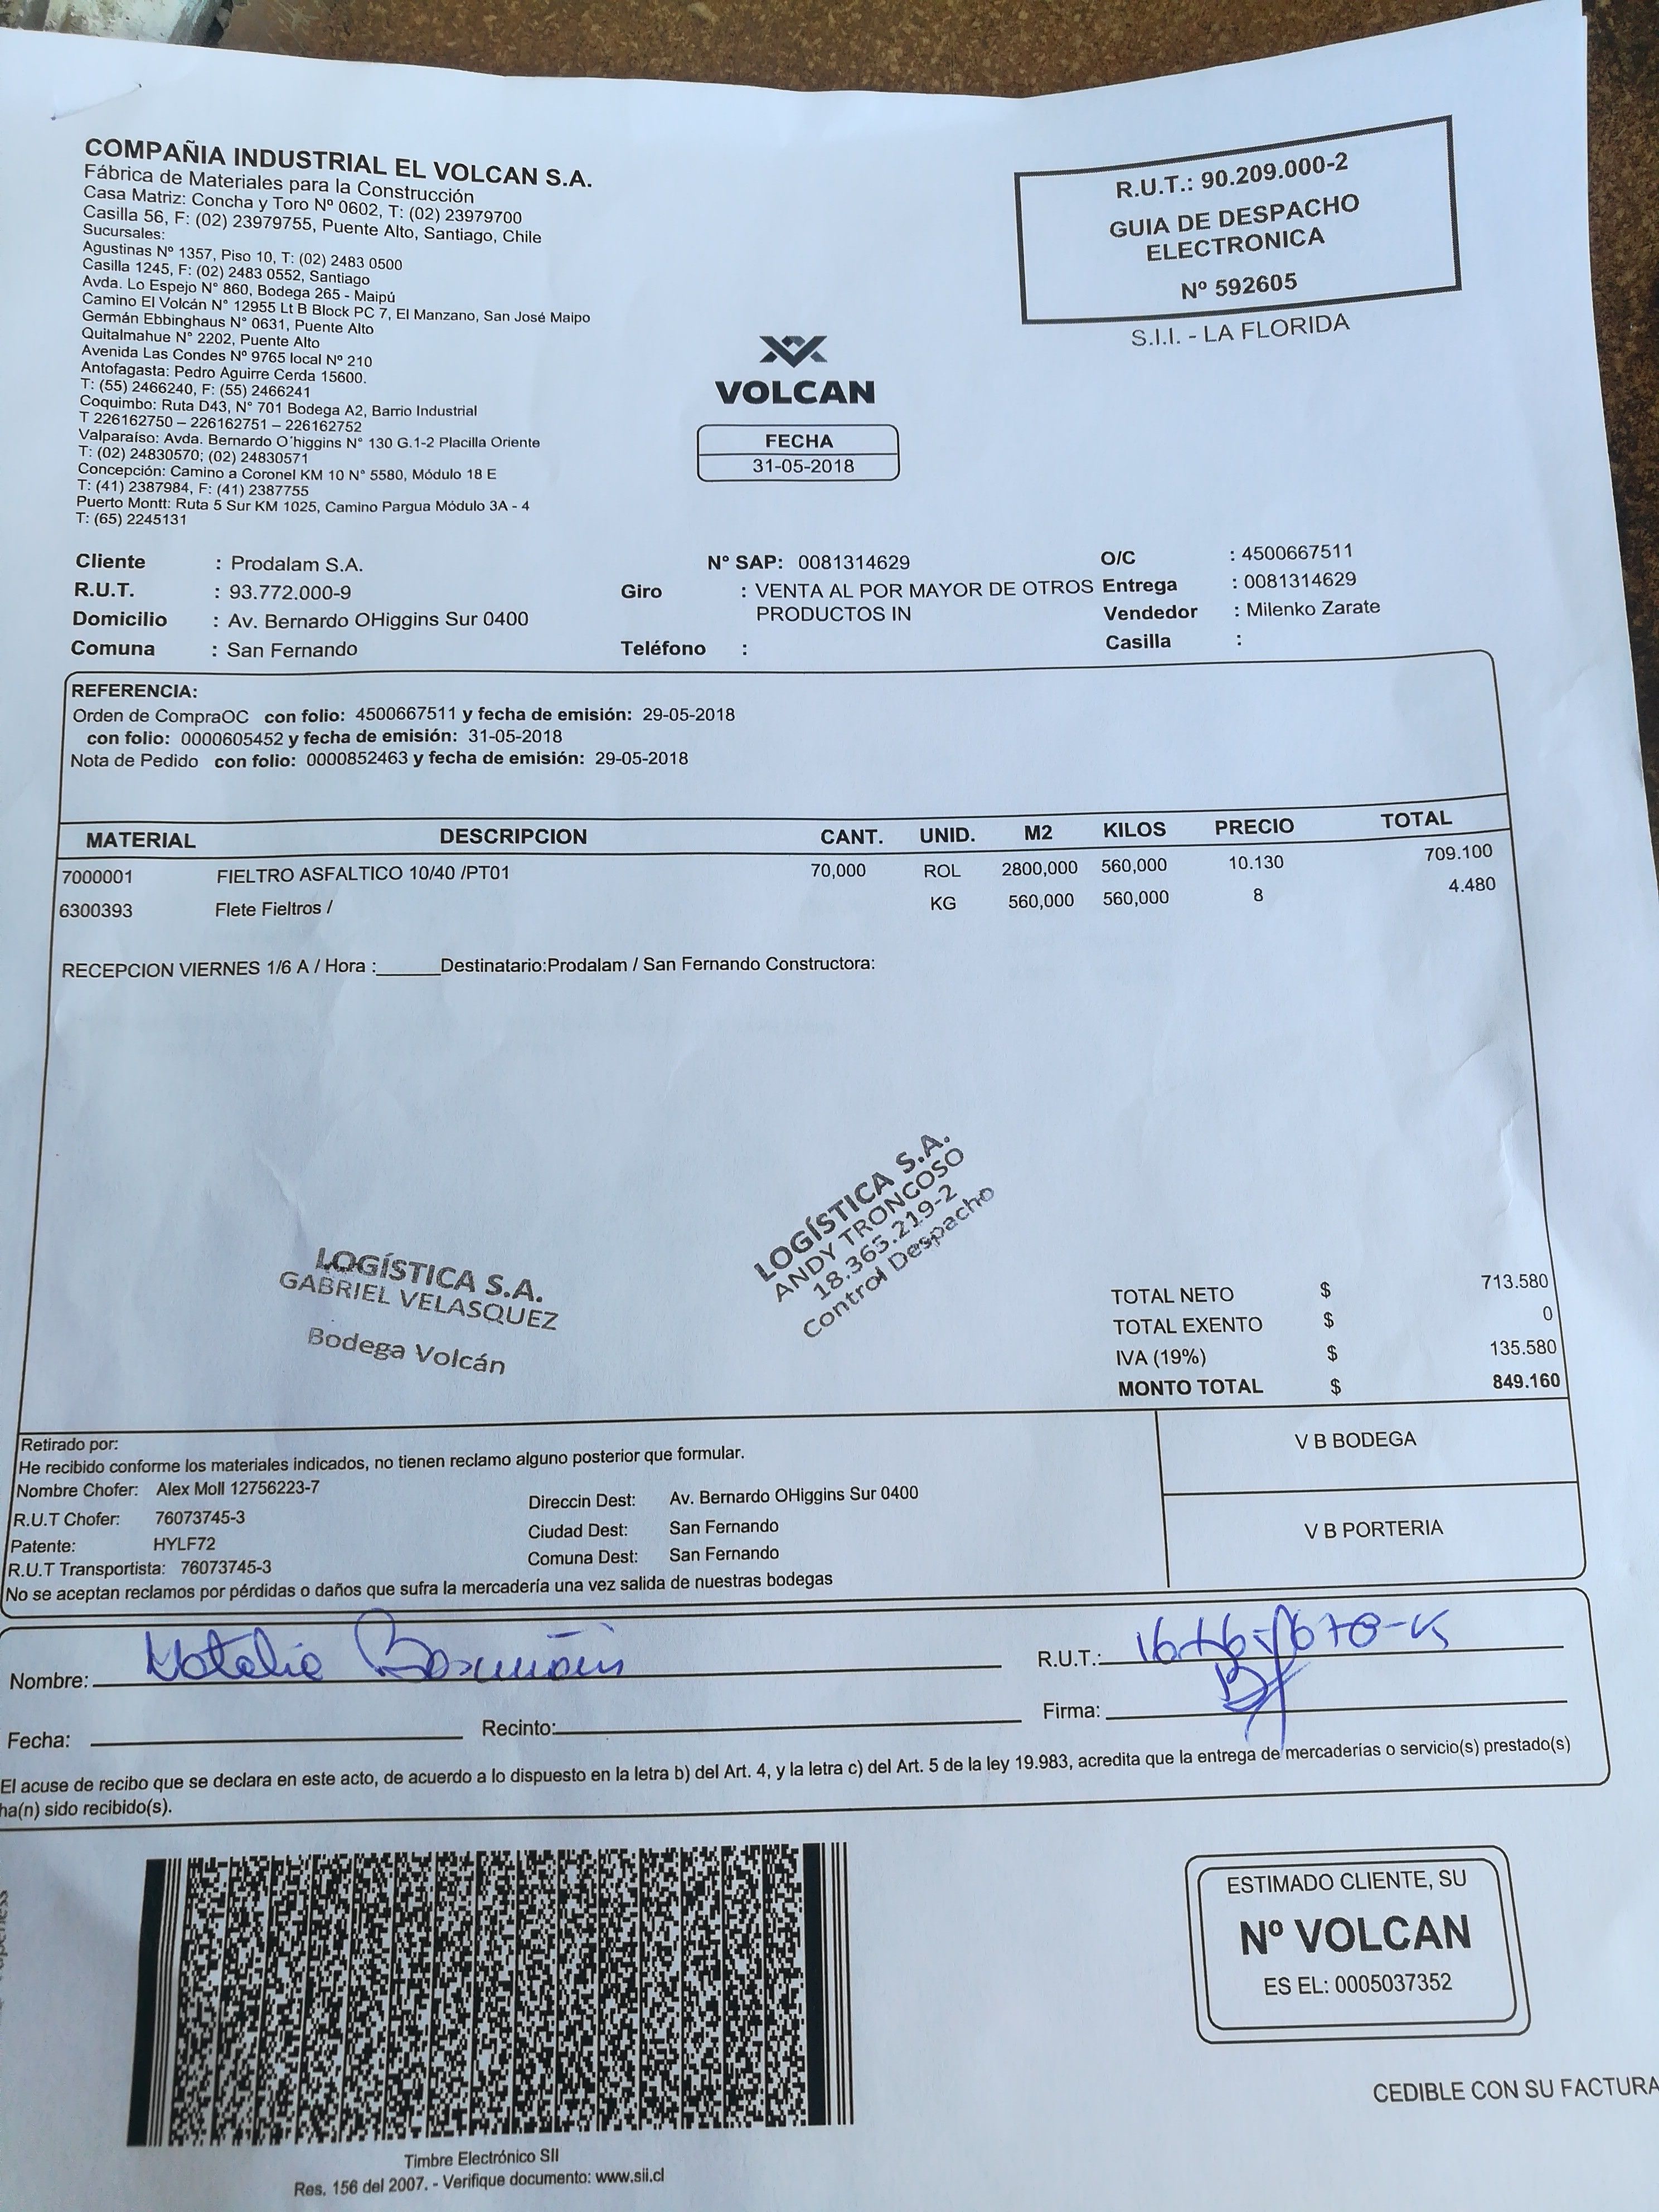 COMPAÑIA INDUSTRIAL EL VOLCAN S.A.
Fábrica de Materiales para la Construcción
Casa Matriz: Concha y Toro Nº 0602, T: (02) 23979700
Casilla 56, F: (02) 23979755, Puente Alto, Santiago, Chile
Sucursales:
Agustinas Nº 1357, Piso 10, T: (02) 2483 0500
Casilla 1245, F: (02) 2483 0552, Santiago
Avda. Lo Espejo N° 860, Bodega 265 - Maipú
Camino El Volcán N° 12955 Lt B Block PC 7, El Manzano, San José Maipo
Germán Ebbinghaus N° 0631, Puente Alto
Quitalmahue N° 2202, Puente Alto
Avenida Las Condes Nº 9765 local Nº 210
Antofagasta: Pedro Aguirre Cerda 15600.
T: (55) 2466240, F: (55) 2466241
Coquimbo: Ruta D43, N° 701 Bodega A2, Barrio Industrial
T 226162750 – 226162751 – 226162752
Valparaíso: Avda. Bernardo O´higgins N° 130 G.1-2 Placilla Oriente
T: (02) 24830570; (02) 24830571
Concepción: Camino a Coronel KM 10 N° 5580, Módulo 18 E
T: (41) 2387984, F: (41) 2387755
Puerto Montt: Ruta 5 Sur KM 1025, Camino Pargua Módulo 3A - 4
T: (65) 2245131
R.U.T.: 90.209.000-2
GUIA DE DESPACHO
ELECTRONICA
Nº 592605
S.I.I. - LA FLORIDA
VOLCAN
FECHA
31-05-2018
Cliente : Prodalam S.A. N° SAP: 0081314629 O/C : 4500667511
R.U.T. : 93.772.000-9 Giro : VENTA AL POR MAYOR DE OTROS Entrega : 0081314629
PRODUCTOS IN
Domicilio : Av. Bernardo OHiggins Sur 0400 Vendedor : Milenko Zarate
Comuna : San Fernando Teléfono : Casilla :
REFERENCIA:
Orden de CompraOC con folio: 4500667511 y fecha de emisión: 29-05-2018
con folio: 0000605452 y fecha de emisión: 31-05-2018
Nota de Pedido con folio: 0000852463 y fecha de emisión: 29-05-2018
MATERIAL DESCRIPCION CANT. UNID. M2 KILOS PRECIO TOTAL
7000001 FIELTRO ASFALTICO 10/40 /PT01 70,000 ROL 2800,000 560,000 10.130 709.100
6300393 Flete Fieltros / KG 560,000 560,000 8 4.480
RECEPCION VIERNES 1/6 A / Hora :______Destinatario:Prodalam / San Fernando Constructora:
LOGÍSTICA S.A.
GABRIEL VELASQUEZ
Bodega Volcán
LOGÍSTICA S.A.
ANDY TRONCOSO
18.365.219-2
Control Despacho
TOTAL NETO $ 713.580
TOTAL EXENTO $ 0
IVA (19%) $ 135.580
MONTO TOTAL $ 849.160
Retirado por:
He recibido conforme los materiales indicados, no tienen reclamo alguno posterior que formular.
Nombre Chofer: Alex Moll 12756223-7
R.U.T Chofer: 76073745-3
Patente: HYLF72
R.U.T Transportista: 76073745-3
Direccin Dest: Av. Bernardo OHiggins Sur 0400
Ciudad Dest: San Fernando
Comuna Dest: San Fernando
No se aceptan reclamos por pérdidas o daños que sufra la mercadería una vez salida de nuestras bodegas
V B BODEGA
V B PORTERIA
Nombre: Natalia R.U.T.:
Fecha: Recinto: Firma:
El acuse de recibo que se declara en este acto, de acuerdo a lo dispuesto en la letra b) del Art. 4, y la letra c) del Art. 5 de la ley 19.983, acredita que la entrega de mercaderías o servicio(s) prestado(s)
ha(n) sido recibido(s).
Timbre Electrónico SII
Res. 156 del 2007. - Verifique documento: www.sii.cl
ESTIMADO CLIENTE, SU
Nº VOLCAN
ES EL: 0005037352
CEDIBLE CON SU FACTURA